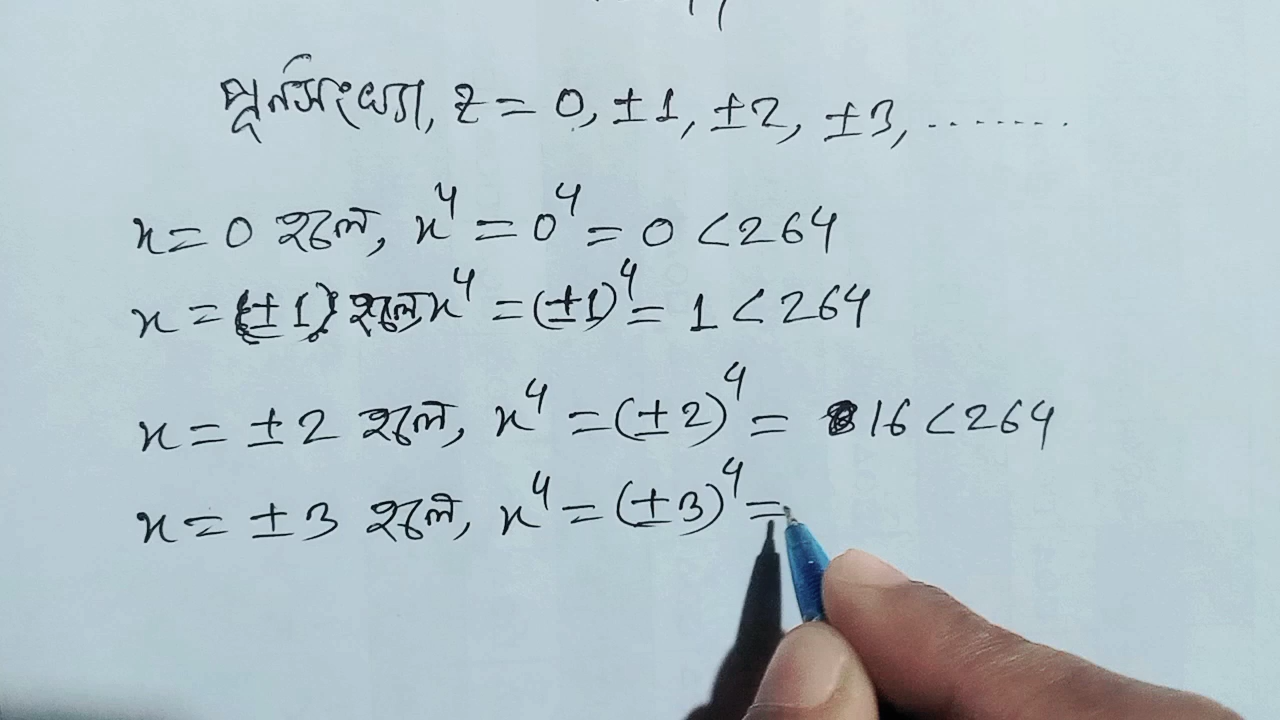 পূর্নসংখ্যা, z = 0, ±1, ±2, ±3, .......
x = 0 হলে, x⁴ = 0⁴ = 0 < 264
x = (±1) হলে x⁴ = (±1)⁴ = 1 < 264
x = ±2 হলে, x⁴ = (±2)⁴ = 16 < 264
x = ±3 হলে, x⁴ = (±3)⁴ =